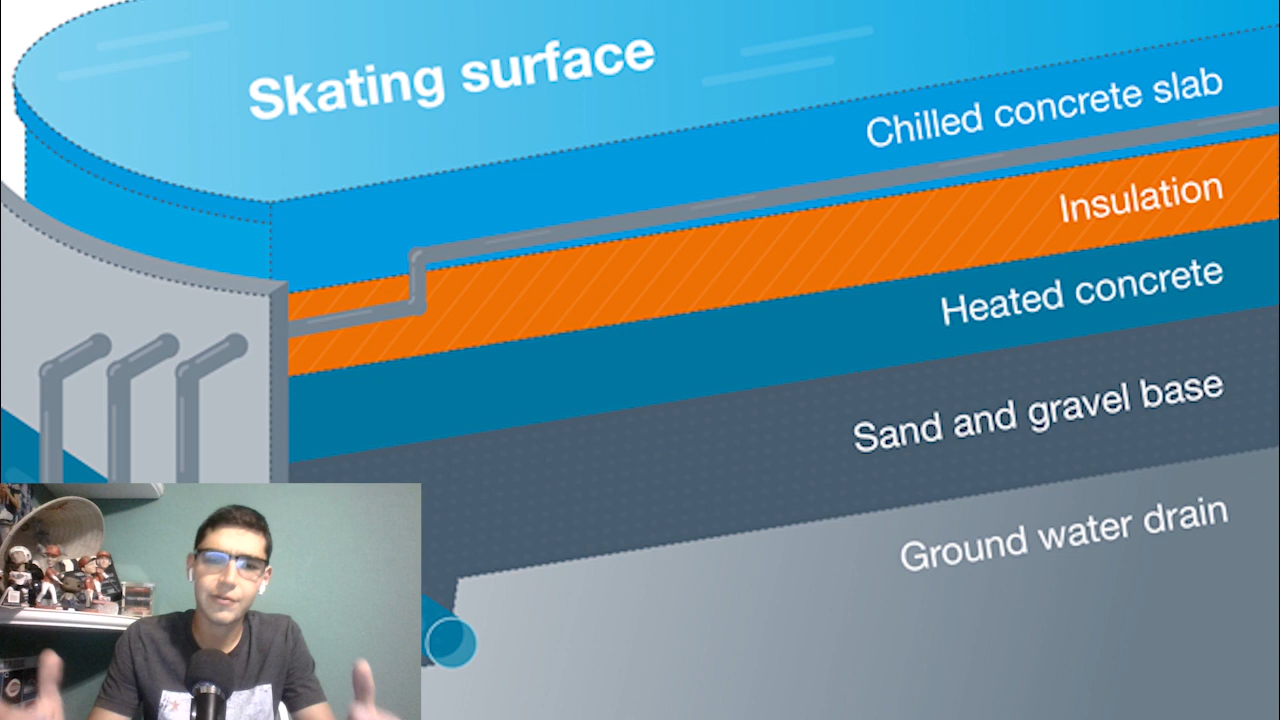 Skating surface
Chilled concrete slab
Insulation
Heated concrete
Sand and gravel base
Ground water drain